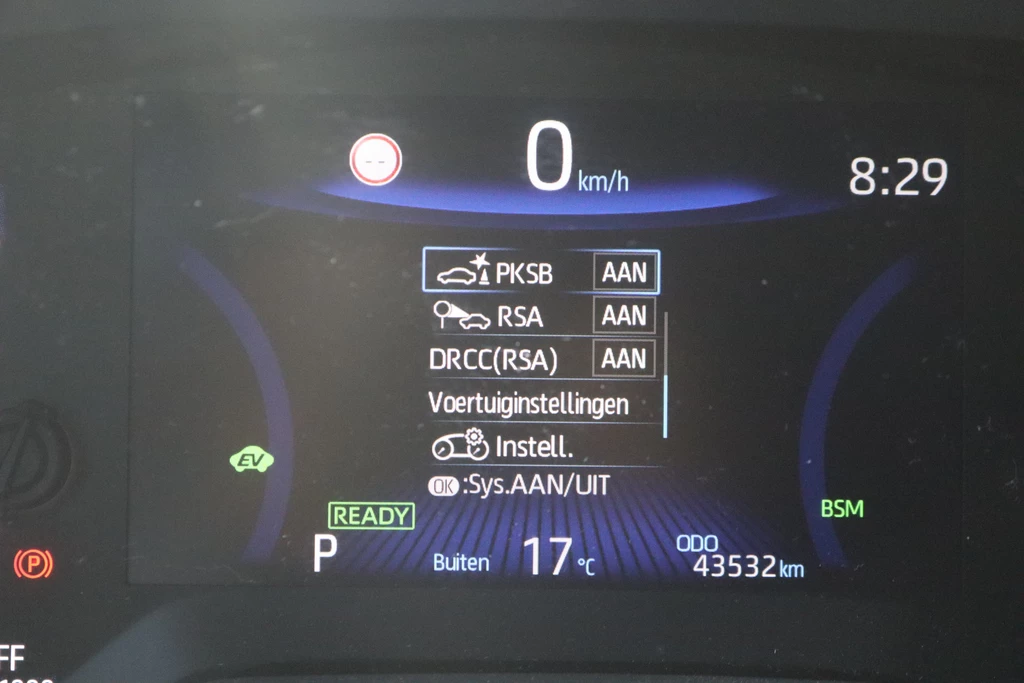 --
0 km/h
8:29
PKSB AAN
RSA AAN
DRCC(RSA) AAN
Voertuiginstellingen
Instell.
OK :Sys.AAN/UIT
EV
READY
BSM
P
Buiten 17 °C
ODO
43532 km
P
FF